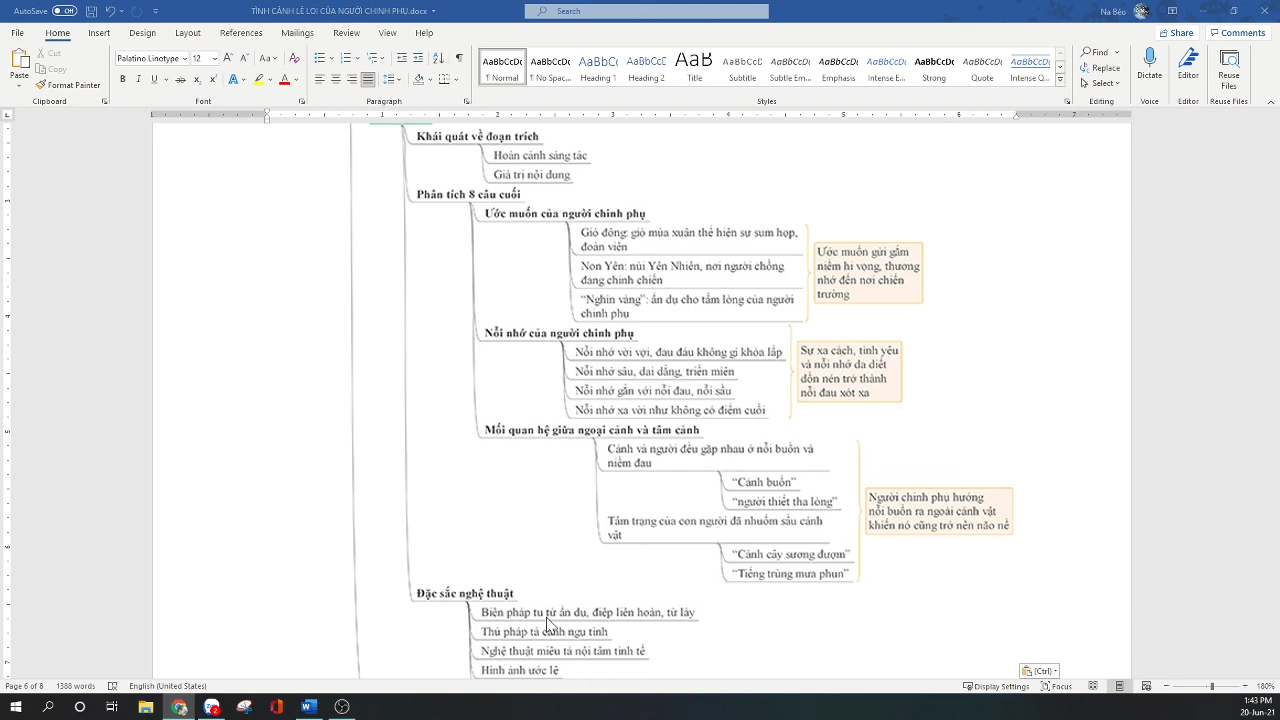 AutoSave Off
TÌNH CẢNH LẺ LOI CỦA NGƯỜI CHINH PHỤ.docx
Search
Na Bèo
File Home Insert Design Layout References Mailings Review View Help
Share Comments
Paste
Cut
Copy
Format Painter
Clipboard
Palatino Linotype 12
Font
Paragraph
AaBbCcDc AaBbCcDc AaBbC( AaBbCcC AaB AaBbCcD AaBbCcDc AaBbCcDc AaBbCcDc AaBbCcDc AaBbCcDc AaBbCcDc
¶ Normal ¶ No Spac... Heading 1 Heading 2 Title Subtitle Subtle Em... Emphasis Intense E... Strong Quote Intense Q...
Styles
Find
Replace
Select
Editing
Dictate
Voice
Editor
Editor
Reuse Files
Reuse Files
Khái quát về đoạn trích
Hoàn cảnh sáng tác
Giá trị nội dung
Phân tích 8 câu cuối
Ước muốn của người chinh phụ
Gió đông: gió mùa xuân thể hiện sự sum họp,
đoàn viên
Non Yên: núi Yên Nhiên, nơi người chồng
đang chinh chiến
“Nghìn vàng”: ẩn dụ cho tấm lòng của người
chinh phụ
Ước muốn gửi gắm
niềm hi vọng, thương
nhớ đến nơi chiến
trường
Nỗi nhớ của người chinh phụ
Nỗi nhớ vời vợi, đau đáu không gì khỏa lấp
Nỗi nhớ sâu, dai dẳng, triền miên
Nỗi nhớ gắn với nỗi đau, nỗi sầu
Nỗi nhớ xa vời như không có điểm cuối
Sự xa cách, tình yêu
và nỗi nhớ da diết
dồn nén trở thành
nỗi đau xót xa
Mối quan hệ giữa ngoại cảnh và tâm cảnh
Cảnh và người đều gặp nhau ở nỗi buồn và
niềm đau
“Cảnh buồn”
“người thiết tha lòng”
Tâm trạng của con người đã nhuốm sầu cảnh
vật
“Cành cây sương đượm”
“Tiếng trùng mưa phun”
Người chinh phụ hướng
nỗi buồn ra ngoài cảnh vật
khiến nó cũng trở nên não nề
Đặc sắc nghệ thuật
Biện pháp tu từ ẩn dụ, điệp liên hoàn, từ láy
Thủ pháp tả cảnh ngụ tình
Nghệ thuật miêu tả nội tâm tinh tế
Hình ảnh ước lệ
(Ctrl)
Page 6 of 8 1388 words English (United States)
Display Settings Focus 180%
1:43 PM
20-Jun-21